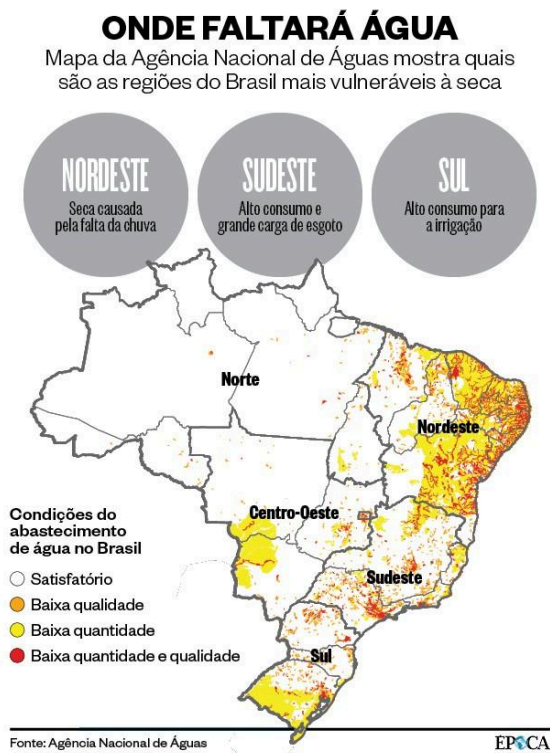 ONDE FALTARÁ ÁGUA
Mapa da Agência Nacional de Águas mostra quais
são as regiões do Brasil mais vulneráveis à seca
NORDESTE
Seca causada
pela falta da chuva
SUDESTE
Alto consumo e
grande carga de esgoto
SUL
Alto consumo para
a irrigação
Norte
Nordeste
Centro-Oeste
Sudeste
Sul
Condições do
abastecimento
de água no Brasil
Satisfatório
Baixa qualidade
Baixa quantidade
Baixa quantidade e qualidade
Fonte: Agência Nacional de Águas
ÉPOCA